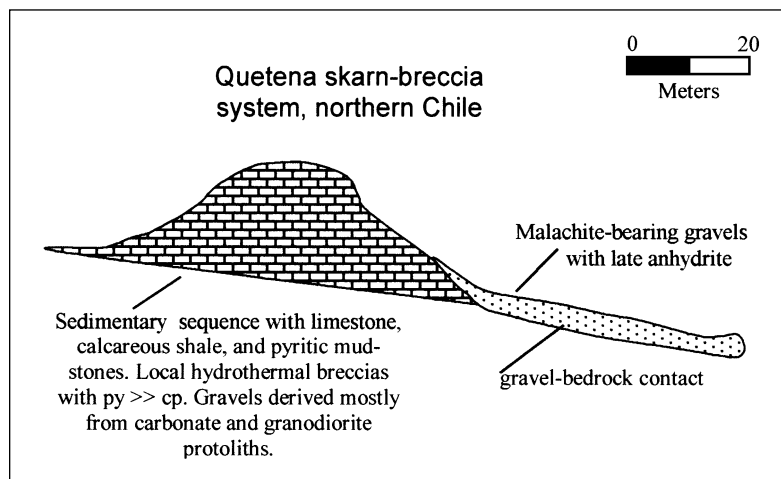 0 20
Meters
Quetena skarn-breccia
system, northern Chile
Malachite-bearing gravels
with late anhydrite
Sedimentary sequence with limestone,
calcareous shale, and pyritic mud-
stones. Local hydrothermal breccias
with py >> cp. Gravels derived mostly
from carbonate and granodiorite
protoliths.
gravel-bedrock contact